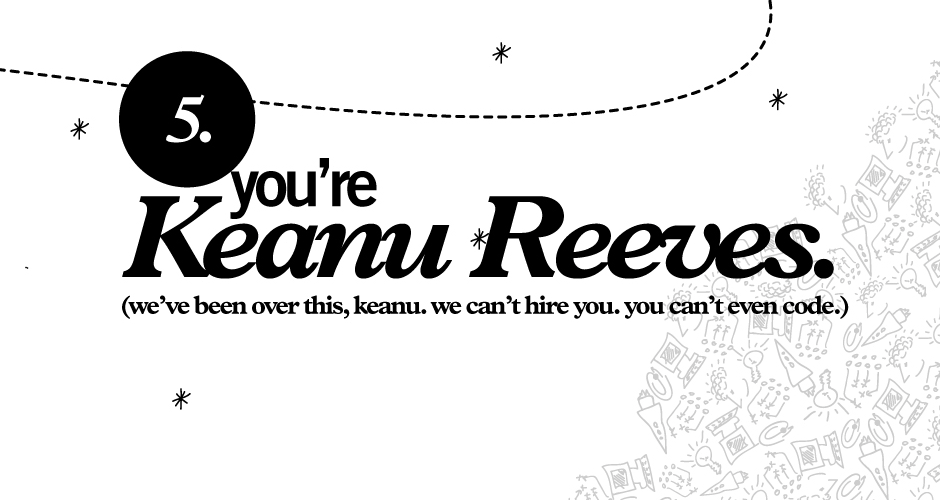 5.
you’re
Keanu Reeves.
(we’ve been over this, keanu. we can’t hire you. you can’t even code.)